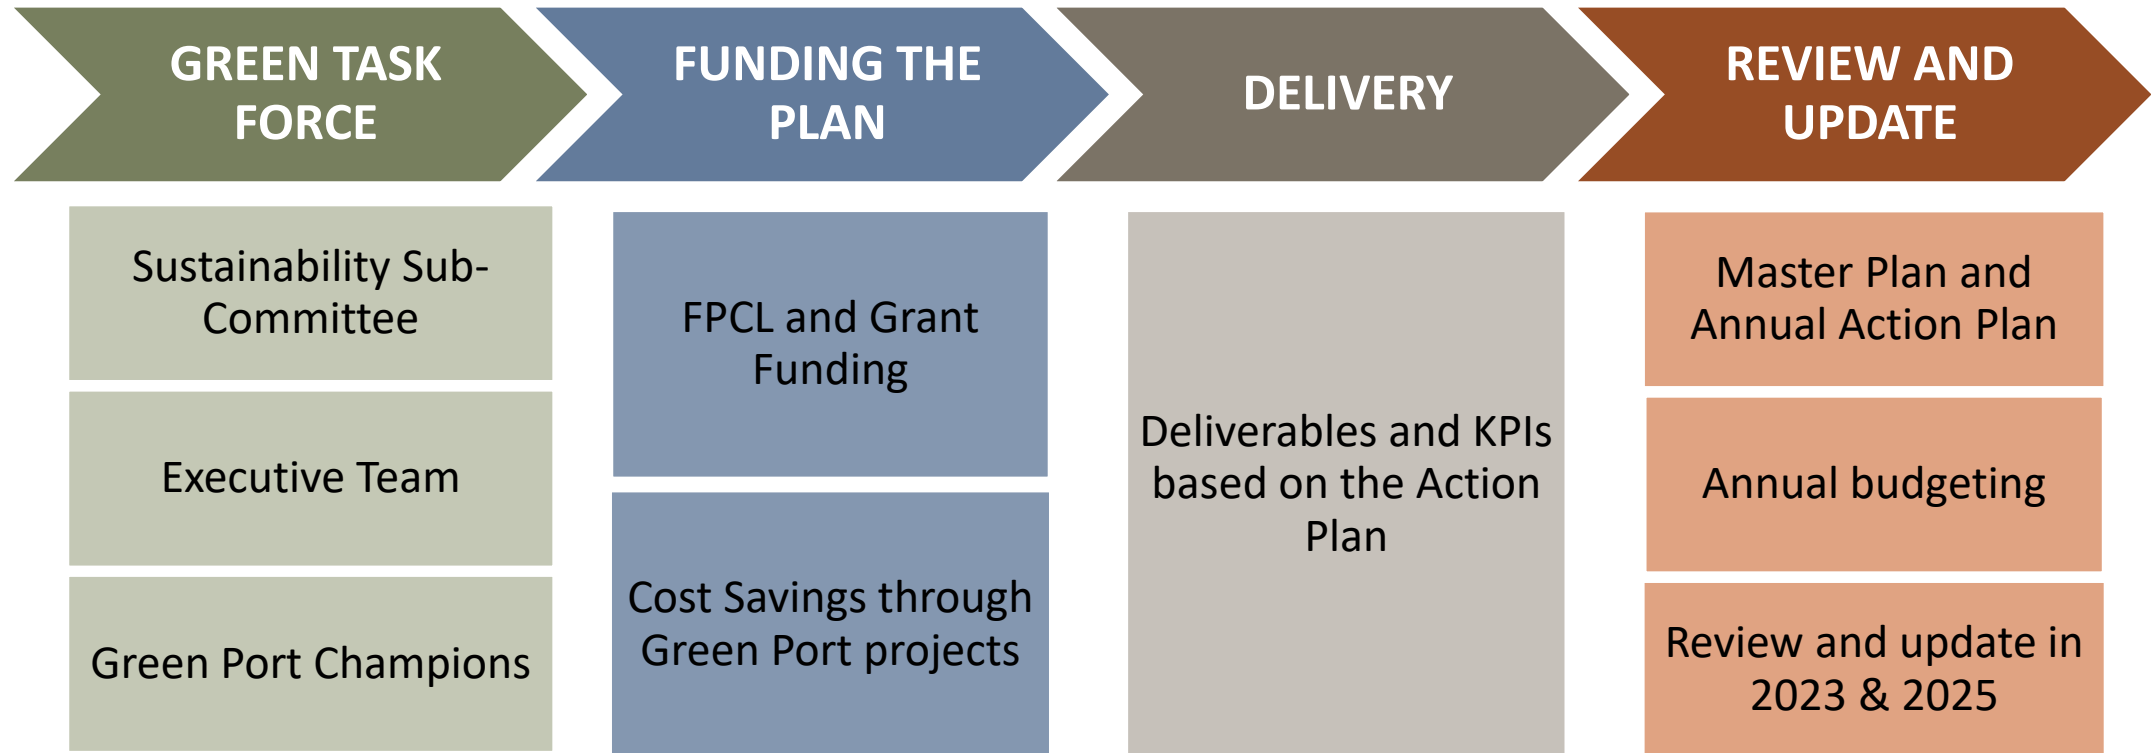 GREEN TASK
FORCE
FUNDING THE
PLAN
DELIVERY
REVIEW AND
UPDATE
Sustainability Sub-
Committee
Executive Team
Green Port Champions
FPCL and Grant
Funding
Cost Savings through
Green Port projects
Deliverables and KPIs
based on the Action
Plan
Master Plan and
Annual Action Plan
Annual budgeting
Review and update in
2023 & 2025